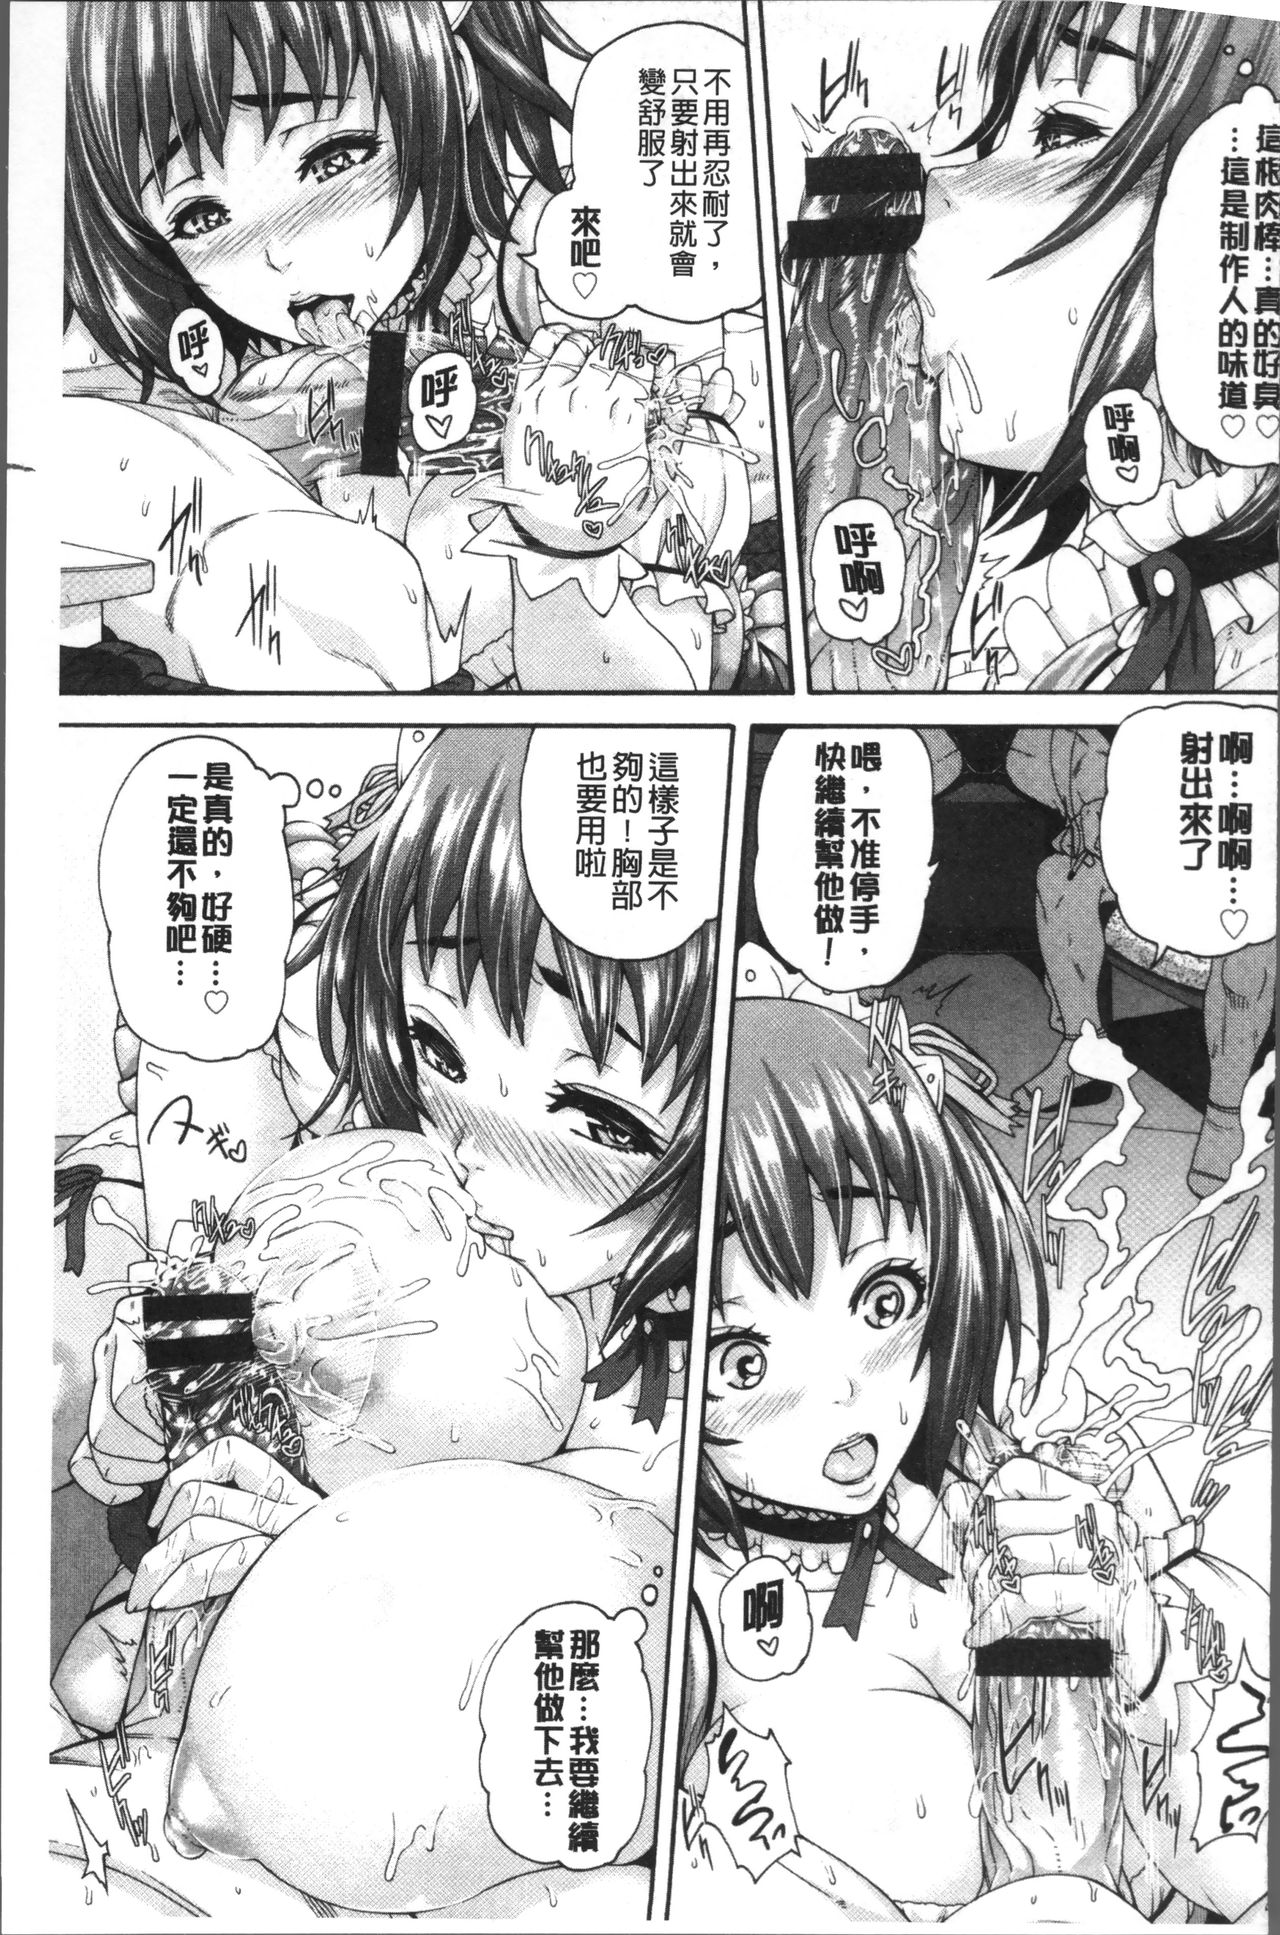 這根肉棒…真的好臭♡
…這是制作人的味道♡
呼啊♡
呼啊♡
不用再忍耐了，
只要射出來就會
變舒服了
來吧♡
呼♡
呼♡
啊…啊啊…♡
射出來了
喂，不准停手，
快繼續幫他做！
啊♡
這樣子是不
夠的！胸部
也要用啦
是真的，好硬…♡
一定還不夠吧…
那麼…我要繼續
幫他做下去…